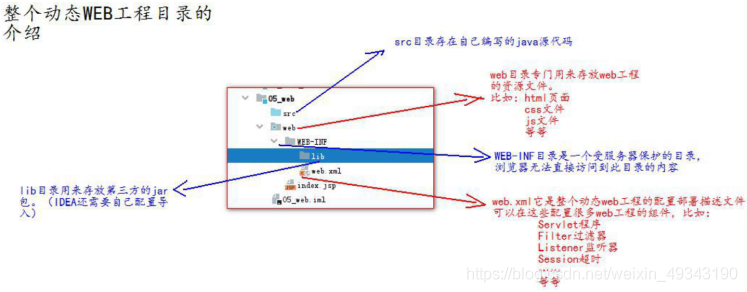 整个动态WEB工程目录的
介绍
src目录存在自己编写的java源代码
web目录专门用来存放web工程
的资源文件。
比如: html页面
css文件
js文件
等等
05_web
src
web
WEB-INF
lib
web.xml
index.jsp
05_web.iml
WEB-INF目录是一个受服务器保护的目录,
浏览器无法直接访问到此目录的内容
lib目录用来存放第三方的jar
包。(IDEA还需要自己配置导
入)
web.xml它是整个动态web工程的配置部署描述文件
可以在这些配置很多web工程的组件, 比如:
Servlet程序
Filter过滤器
Listener监听器
Session超时
......
等等
https://blog.csdn.net/weixin_49343190